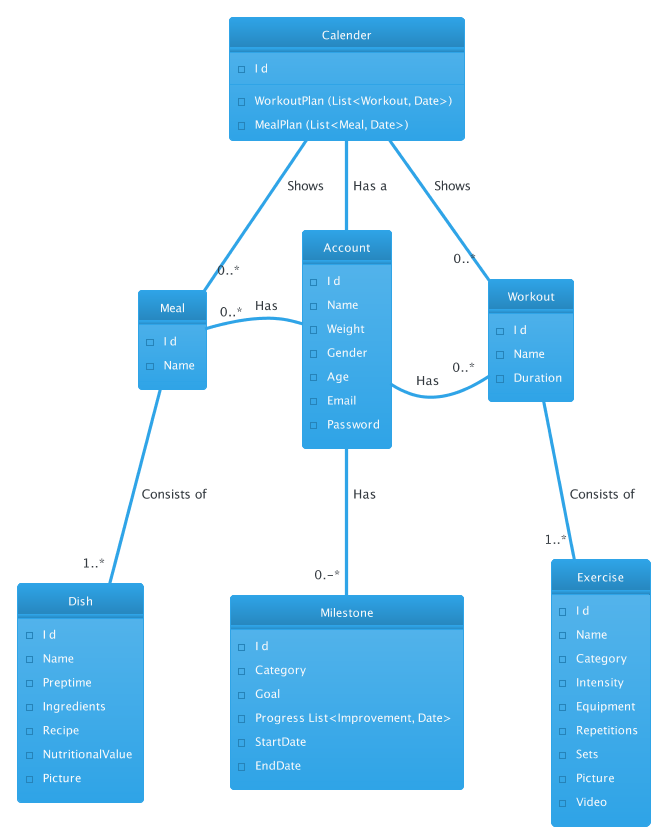 Calender
Id
WorkoutPlan (List<Workout, Date>)
MealPlan (List<Meal, Date>)
Shows
Has a
Shows
0..*
0..*
Account
Id
Name
Weight
Gender
Age
Email
Password
Meal
Id
Name
0..*
Has
Workout
Id
Name
Duration
Has
0..*
Consists of
1..*
Has
0.-*
Consists of
1..*
Dish
Id
Name
Preptime
Ingredients
Recipe
NutritionalValue
Picture
Milestone
Id
Category
Goal
Progress List<Improvement, Date>
StartDate
EndDate
Exercise
Id
Name
Category
Intensity
Equipment
Repetitions
Sets
Picture
Video